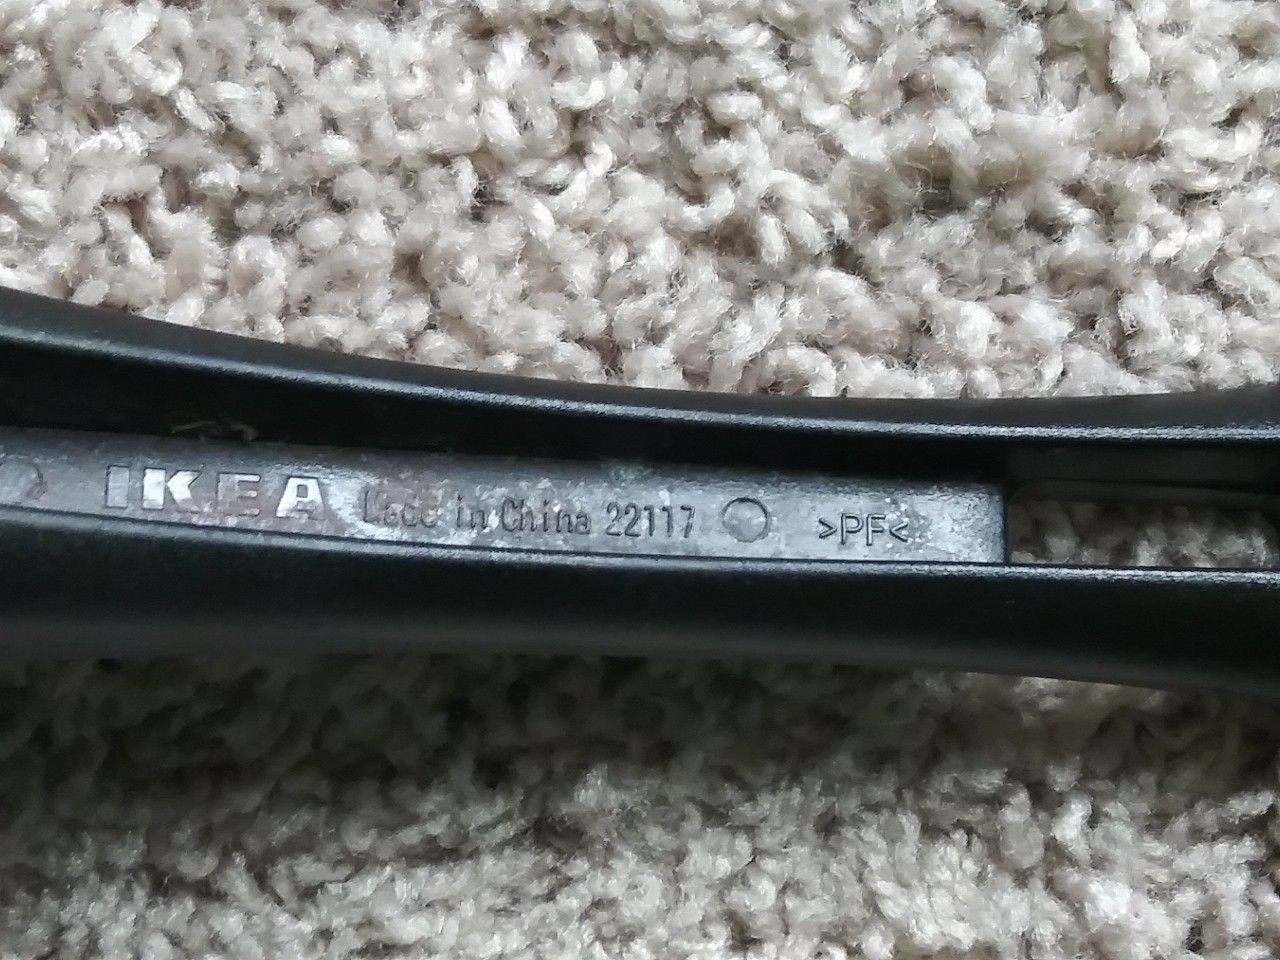 IKEA Made in China 22117 >PF<